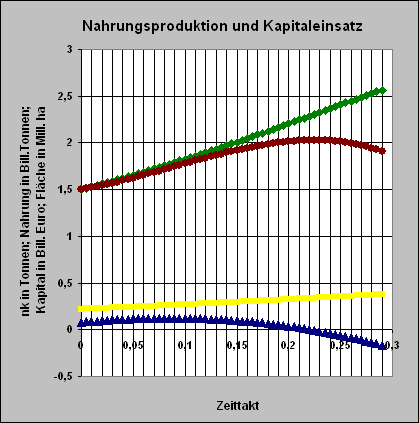 Nahrungsproduktion und Kapitaleinsatz
nk in Tonnen; Nahrung in Bill.Tonnen;
Kapital in Bill. Euro; Fläche in Mill. ha
3
2,5
2
1,5
1
0,5
0
-0,5
0 0,05 0,1 0,15 0,2 0,25 0,3
Zeittakt